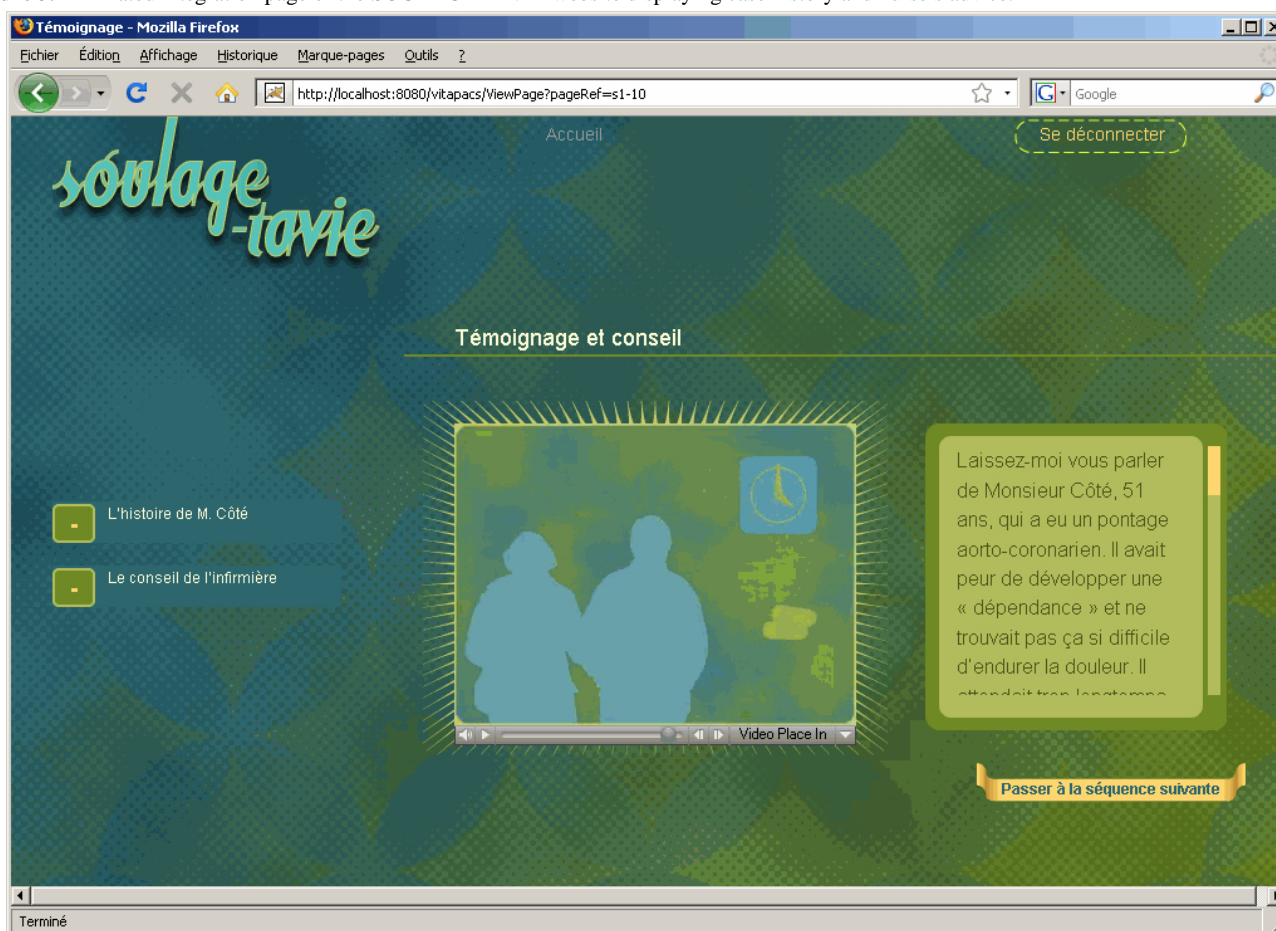 Témoignage - Mozilla Firefox
Fichier Édition Affichage Historique Marque-pages Outils ?
http://localhost:8080/vitapacs/ViewPage?pageRef=s1-10
Google
Accueil
Se déconnecter
soulage
-tavie
Témoignage et conseil
L'histoire de M. Côté
Le conseil de l'infirmière
Video Place In
Laissez-moi vous parler
de Monsieur Côté, 51
ans, qui a eu un pontage
aorto-coronarien. Il avait
peur de développer une
« dépendance » et ne
trouvait pas ça si difficile
d'endurer la douleur. Il
Passer à la séquence suivante
Terminé